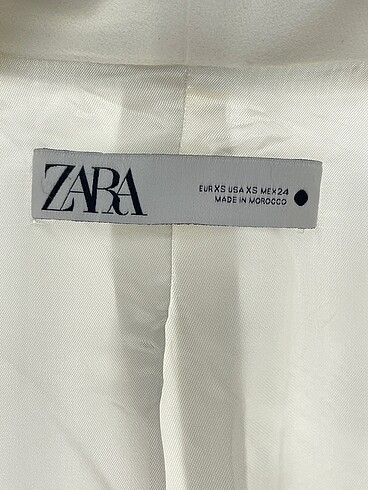 ZARA
EUR XS USA XS MEX 24
MADE IN MOROCCO